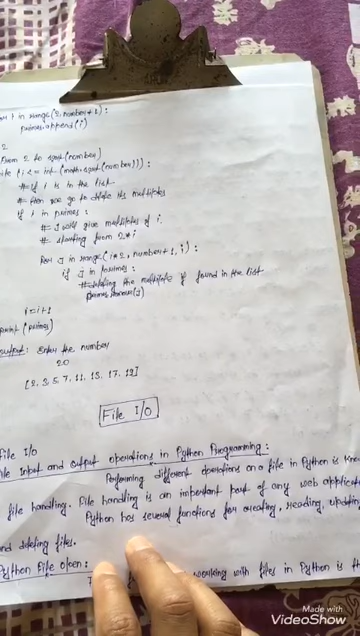 for i in range(2, number+1):
primes.append(i)
2
from 2 to sqrt(number)
while (i <= int(math.sqrt(number))):
# If i is in the list
# then we go to delete its multiples
if i in primes:
# J will give multiples of i.
# starting from 2*i
for J in range(i*2, number+1, i):
if J in primes:
# deleting the multiple if found in the list
primes.remove(J)
i=i+1
print(primes)
output: Enter the number
20
[2, 3, 5, 7, 11, 13, 17, 19]
File I/O
File I/O
File Input and Output operations in Python Programming:
Performing different operations on a file in Python is know
file handling. File handling is an important part of any web applicat
Python has several functions for creating, reading, updatin
and deleting files.
Python File open:
working with files in Python is th
Made with
VideoShow